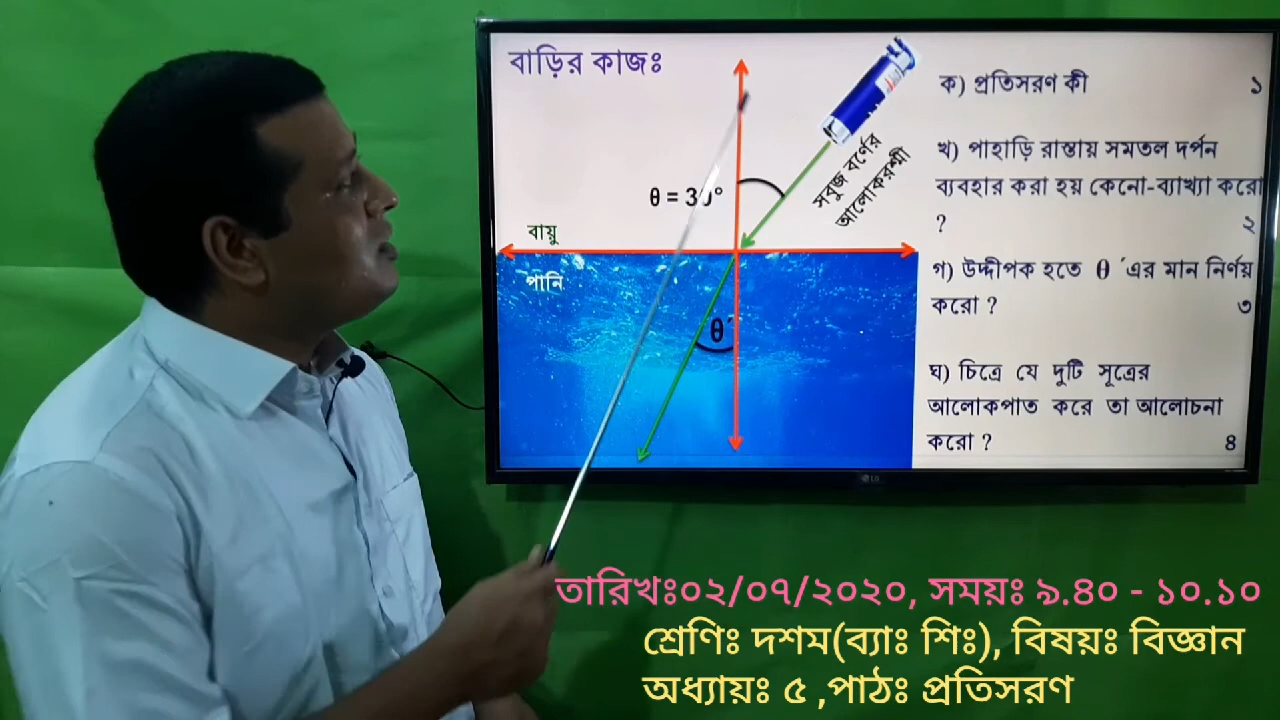 বাড়ির কাজঃ
θ = 30°
সবুজ বর্ণের
আলোকরশ্মী
বায়ু
পানি
θ´
ক) প্রতিসরণ কী ১
খ) পাহাড়ি রাস্তায় সমতল দর্পন
ব্যবহার করা হয় কেনো-ব্যাখ্যা করো
? ২
গ) উদ্দীপক হতে θ ´এর মান নির্ণয়
করো ? ৩
ঘ) চিত্রে যে দুটি সূত্রের
আলোকপাত করে তা আলোচনা
করো ? ৪
LG
তারিখঃ০২/০৭/২০২০, সময়ঃ ৯.৪০ - ১০.১০
শ্রেণিঃ দশম(ব্যাঃ শিঃ), বিষয়ঃ বিজ্ঞান
অধ্যায়ঃ ৫ ,পাঠঃ প্রতিসরণ